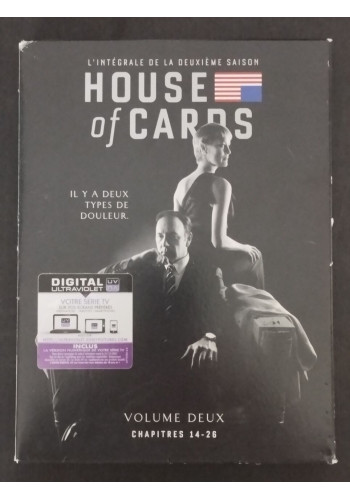 L'INTÉGRALE DE LA DEUXIÈME SAISON
HOUSE
of CARDS
IL Y A DEUX
TYPES DE
DOULEUR.
DIGITAL
ULTRAVIOLET UV
VOTRE SÉRIE TV
INCLUS
VOLUME DEUX
CHAPITRES 14-26